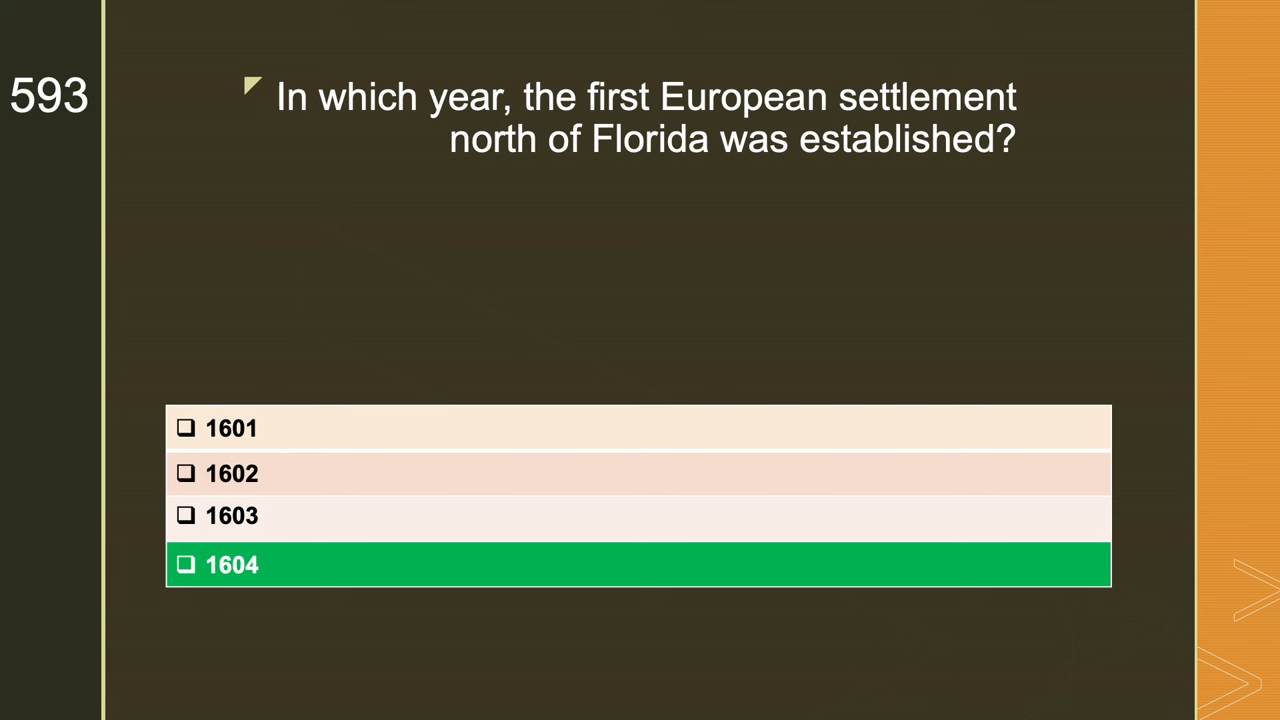 593
In which year, the first European settlement
north of Florida was established?
❑ 1601
❑ 1602
❑ 1603
❑ 1604